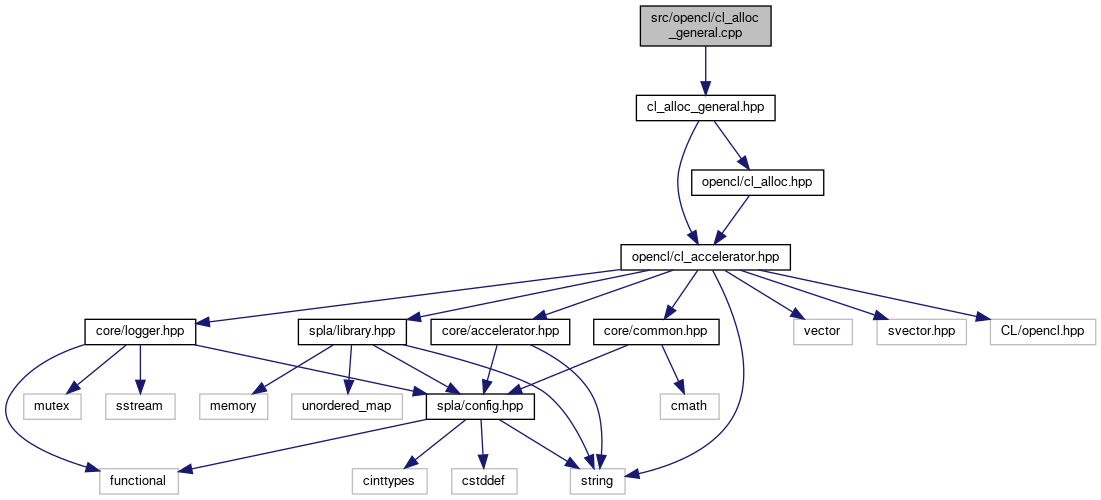 src/opencl/cl_alloc
_general.cpp
cl_alloc_general.hpp
opencl/cl_alloc.hpp
opencl/cl_accelerator.hpp
core/logger.hpp
spla/library.hpp
core/accelerator.hpp
core/common.hpp
vector
svector.hpp
CL/opencl.hpp
mutex
sstream
memory
unordered_map
spla/config.hpp
cmath
functional
cinttypes
cstddef
string